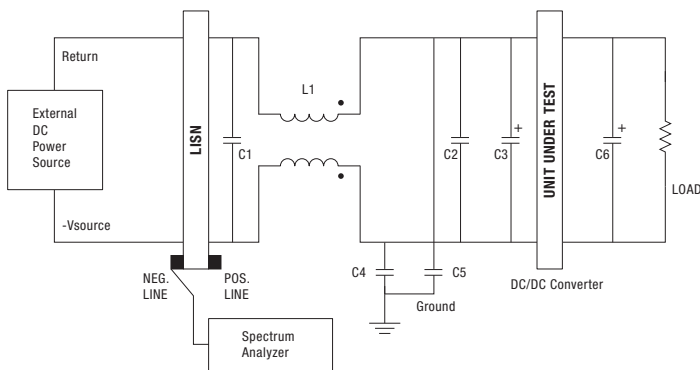 Return
L1
External
DC
Power
Source
LISN
C1
C2
C3
+
UNIT UNDER TEST
C6
+
LOAD
-Vsource
NEG.
LINE
POS.
LINE
C4
C5
Ground
DC/DC Converter
Spectrum
Analyzer